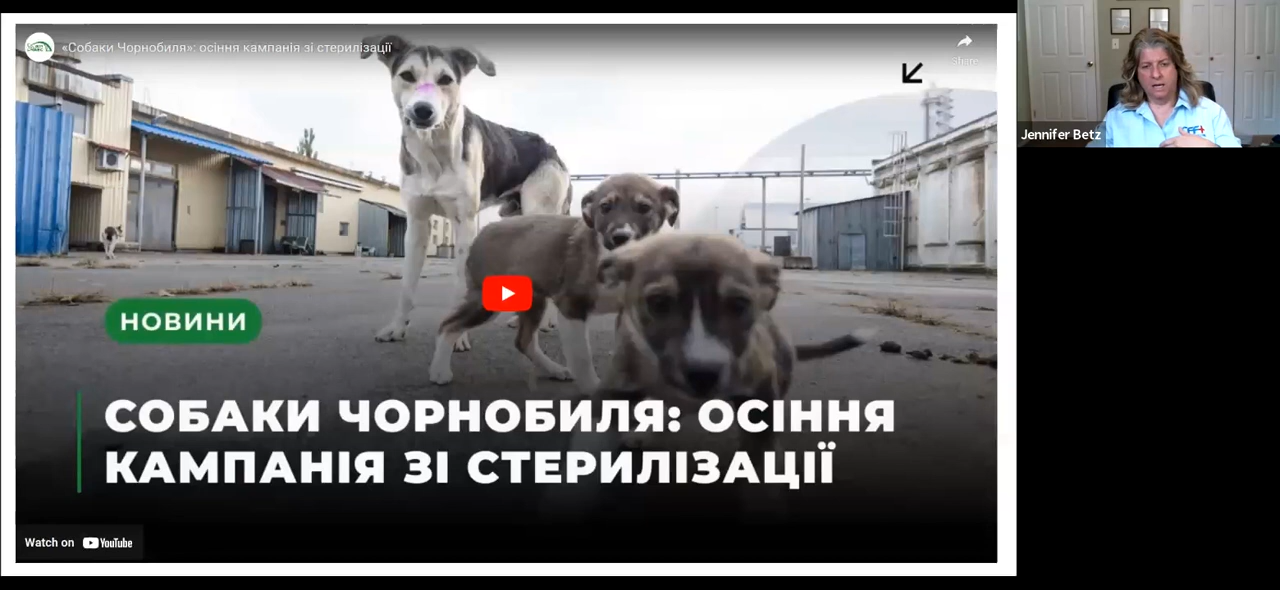 «Собаки Чорнобиля»: осіння кампанія зі стерилізації
Share
Jennifer Betz
НОВИНИ
СОБАКИ ЧОРНОБИЛЯ: ОСІННЯ
КАМПАНІЯ ЗІ СТЕРИЛІЗАЦІЇ
Watch on YouTube